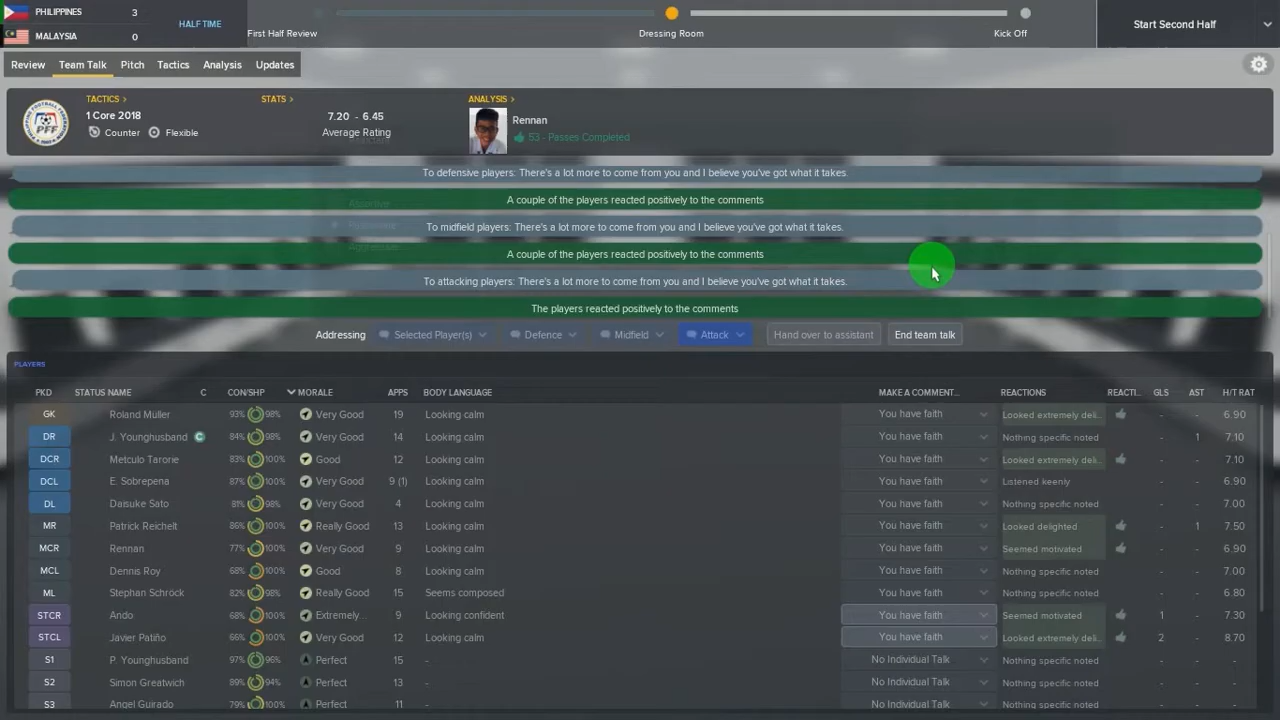 PHILIPPINES 3
MALAYSIA 0
HALF TIME
First Half Review
Dressing Room
Kick Off
Start Second Half
Review Team Talk Pitch Tactics Analysis Updates
TACTICS
1 Core 2018
Counter Flexible
STATS
7.20 - 6.45
Average Rating
ANALYSIS
Rennan
53 - Passes Completed
To defensive players: There's a lot more to come from you and I believe you've got what it takes.
A couple of the players reacted positively to the comments
To midfield players: There's a lot more to come from you and I believe you've got what it takes.
A couple of the players reacted positively to the comments
To attacking players: There's a lot more to come from you and I believe you've got what it takes.
The players reacted positively to the comments
Addressing Selected Player(s) Defence Midfield Attack Hand over to assistant End team talk
PLAYERS
PKD STATUS NAME C CON/SHP MORALE APPS BODY LANGUAGE MAKE A COMMENT... REACTIONS REACTI... GLS AST H/T RAT
GK Roland Müller 93% 98% Very Good 19 Looking calm You have faith Looked extremely deli... - - 6.90
DR J. Younghusband C 84% 98% Very Good 14 Looking calm You have faith Nothing specific noted - 1 7.10
DCR Metculo Tarorie 83% 100% Good 12 Looking calm You have faith Looked extremely deli... - - 7.10
DCL E. Sobrepena 87% 100% Very Good 9 (1) Looking calm You have faith Listened keenly - - 6.90
DL Daisuke Sato 81% 98% Very Good 4 Looking calm You have faith Nothing specific noted - - 7.00
MR Patrick Reichelt 86% 100% Really Good 13 Looking calm You have faith Looked delighted - 1 7.50
MCR Rennan 77% 100% Very Good 9 Looking calm You have faith Seemed motivated - - 6.90
MCL Dennis Roy 68% 100% Good 8 Looking calm You have faith Nothing specific noted - - 7.00
ML Stephan Schröck 82% 98% Really Good 15 Seems composed You have faith Nothing specific noted - - 6.80
STCR Ando 68% 100% Extremely... 9 Looking confident You have faith Seemed motivated 1 - 7.30
STCL Javier Patiño 66% 100% Very Good 12 Looking calm You have faith Looked extremely deli... 2 - 8.70
S1 P. Younghusband 97% 96% Perfect 15 - No Individual Talk Nothing specific noted - - -
S2 Simon Greatwich 89% 94% Perfect 13 - No Individual Talk Nothing specific noted - - -
S3 Angel Guirado 79% 100% Perfect 11 - No Individual Talk Nothing specific noted - - -